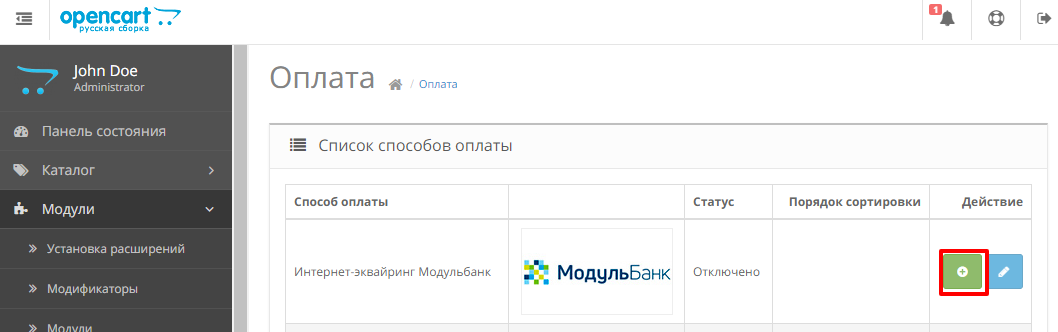 opencart
русская сборка
1
John Doe
Administrator
Панель состояния
Каталог
Модули
Установка расширений
Модификаторы
Модули
Оплата / Оплата
Список способов оплаты
Способ оплаты Статус Порядок сортировки Действие
Интернет-эквайринг Модульбанк МодульБанк Отключено